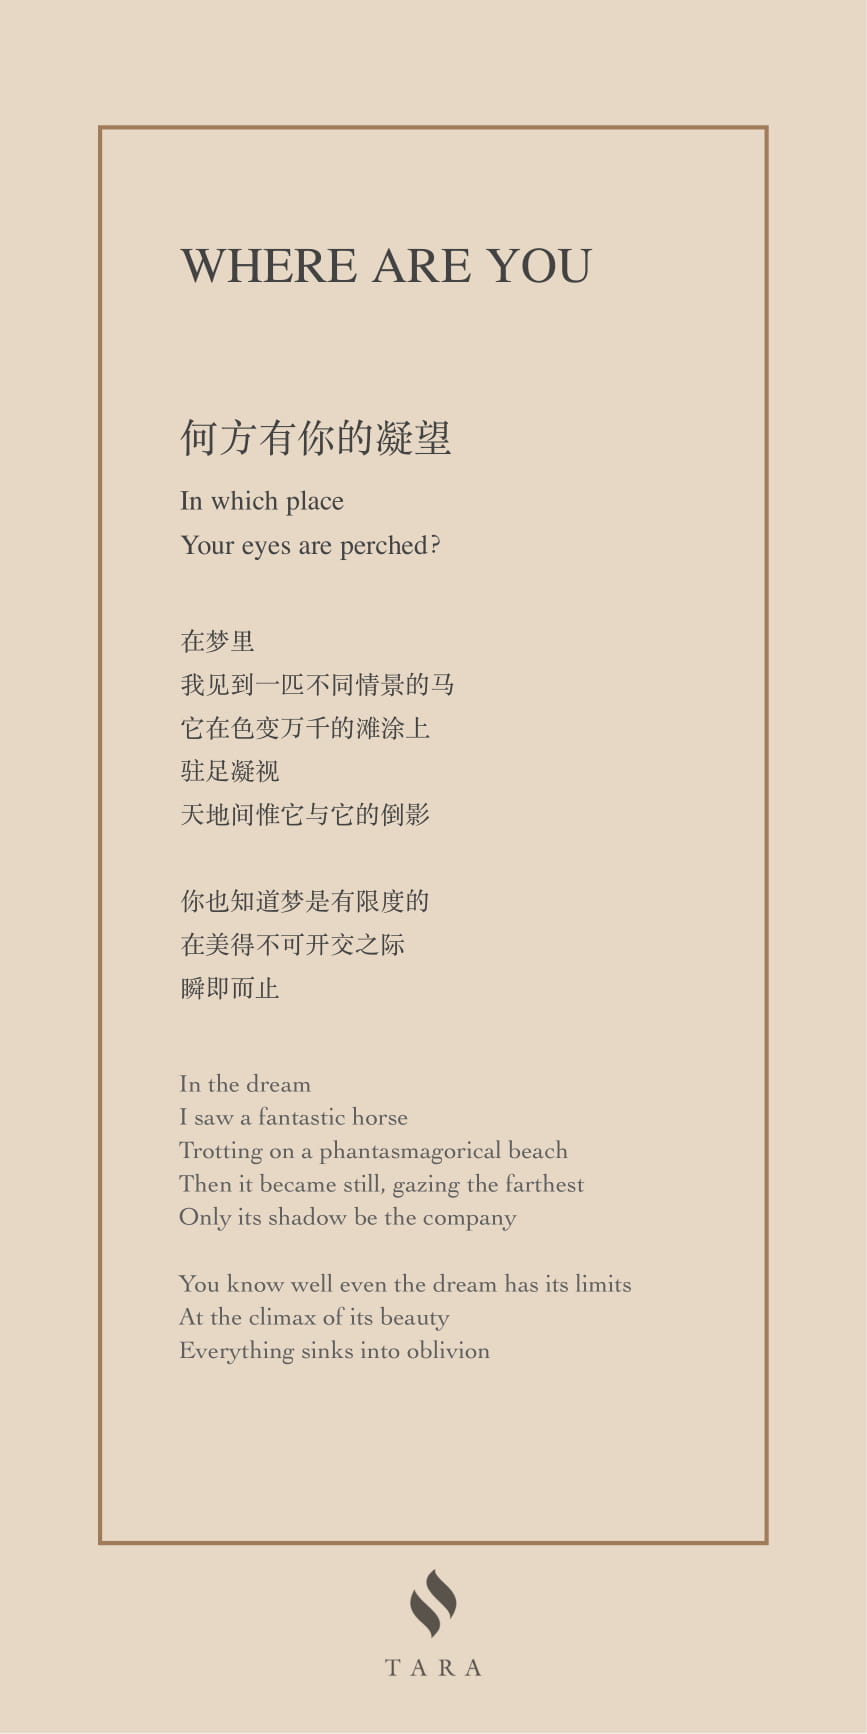 WHERE ARE YOU
何方有你的凝望
In which place
Your eyes are perched?
在梦里
我见到一匹不同情景的马
它在色变万千的滩涂上
驻足凝视
天地间惟它与它的倒影
你也知道梦是有限度的
在美得不可开交之际
瞬即而止
In the dream
I saw a fantastic horse
Trotting on a phantasmagorical beach
Then it became still, gazing the farthest
Only its shadow be the company
You know well even the dream has its limits
At the climax of its beauty
Everything sinks into oblivion
TARA